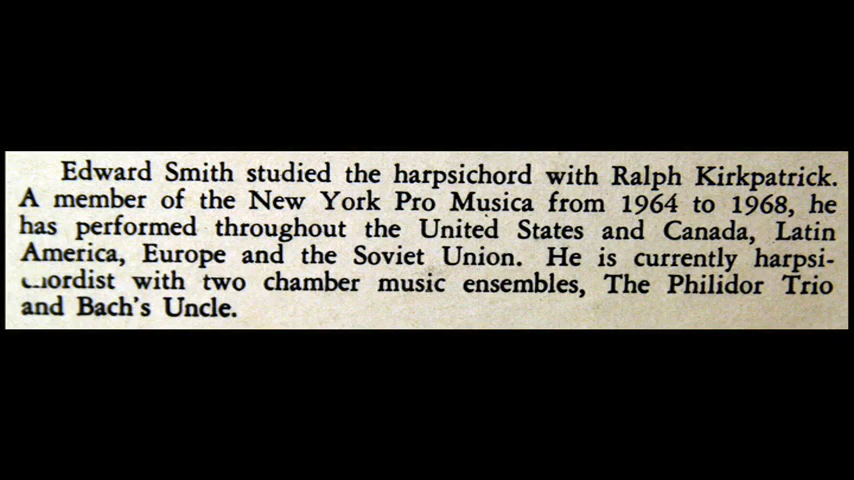 Edward Smith studied the harpsichord with Ralph Kirkpatrick.
A member of the New York Pro Musica from 1964 to 1968, he
has performed throughout the United States and Canada, Latin
America, Europe and the Soviet Union. He is currently harpsi-
chordist with two chamber music ensembles, The Philidor Trio
and Bach's Uncle.